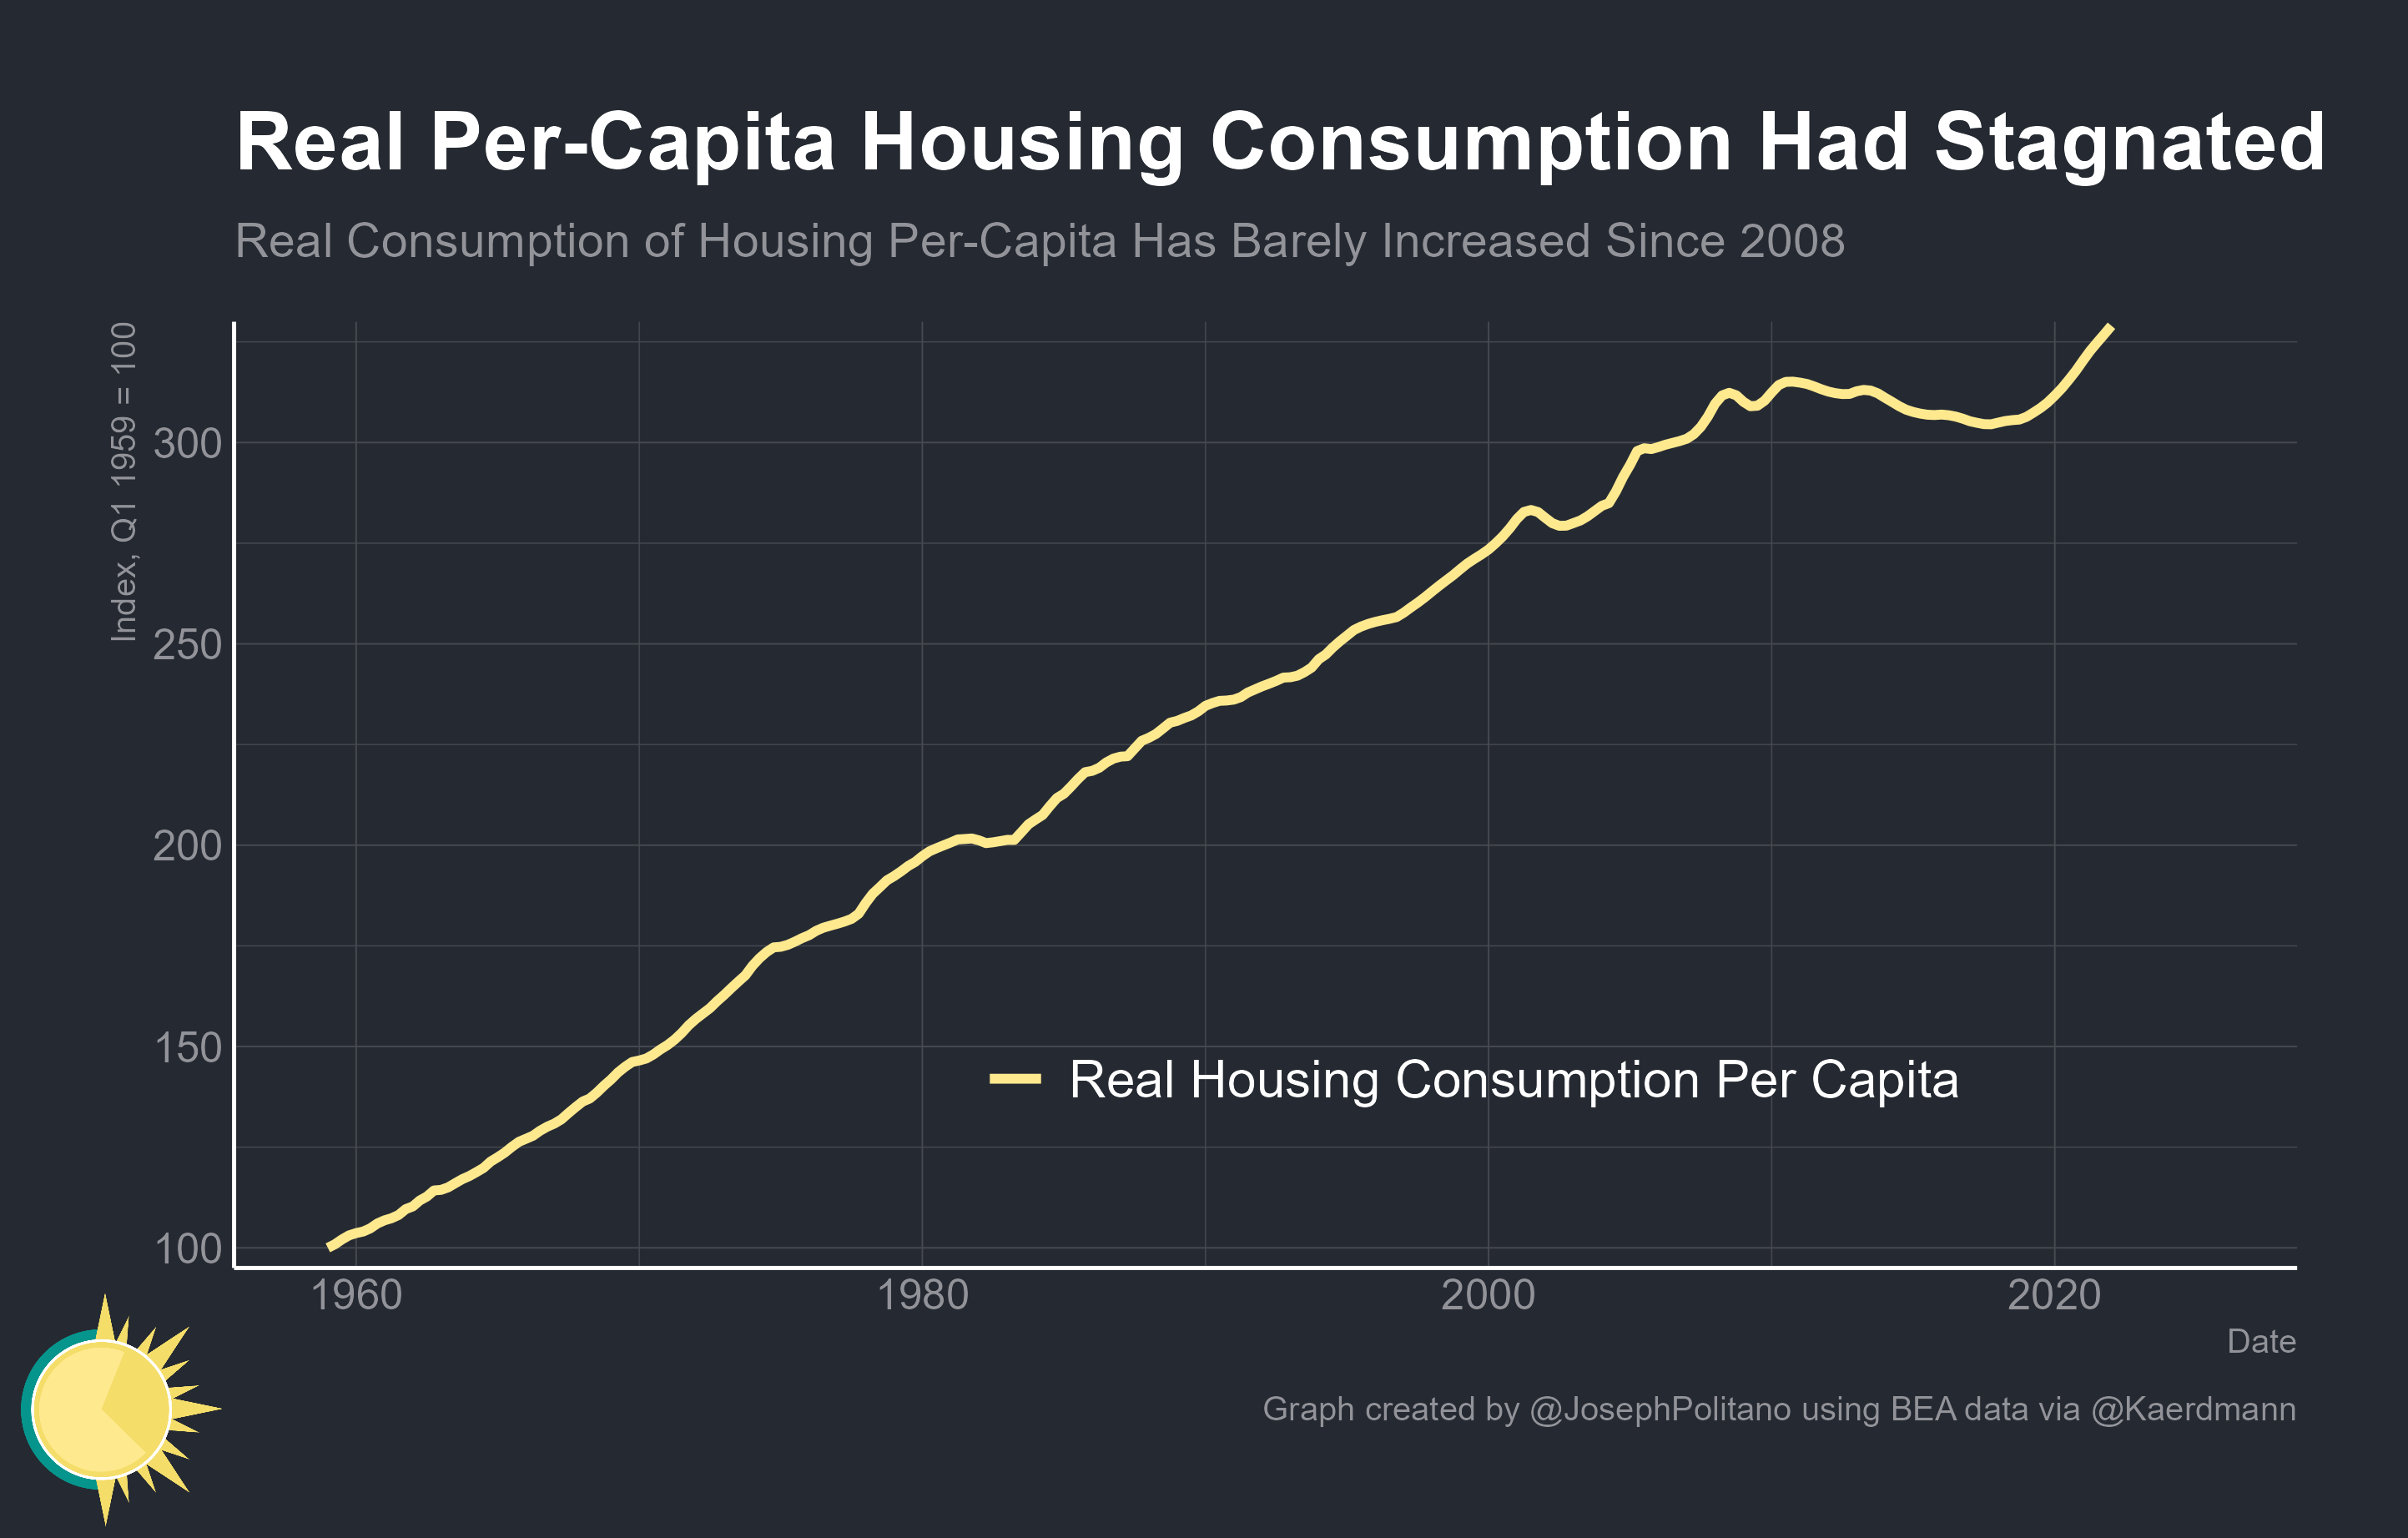 Real Per-Capita Housing Consumption Had Stagnated
Real Consumption of Housing Per-Capita Has Barely Increased Since 2008
Index, Q1 1959 = 100
300
250
200
150
100
Real Housing Consumption Per Capita
1960
1980
2000
2020
Date
Graph created by @JosephPolitano using BEA data via @Kaerdmann